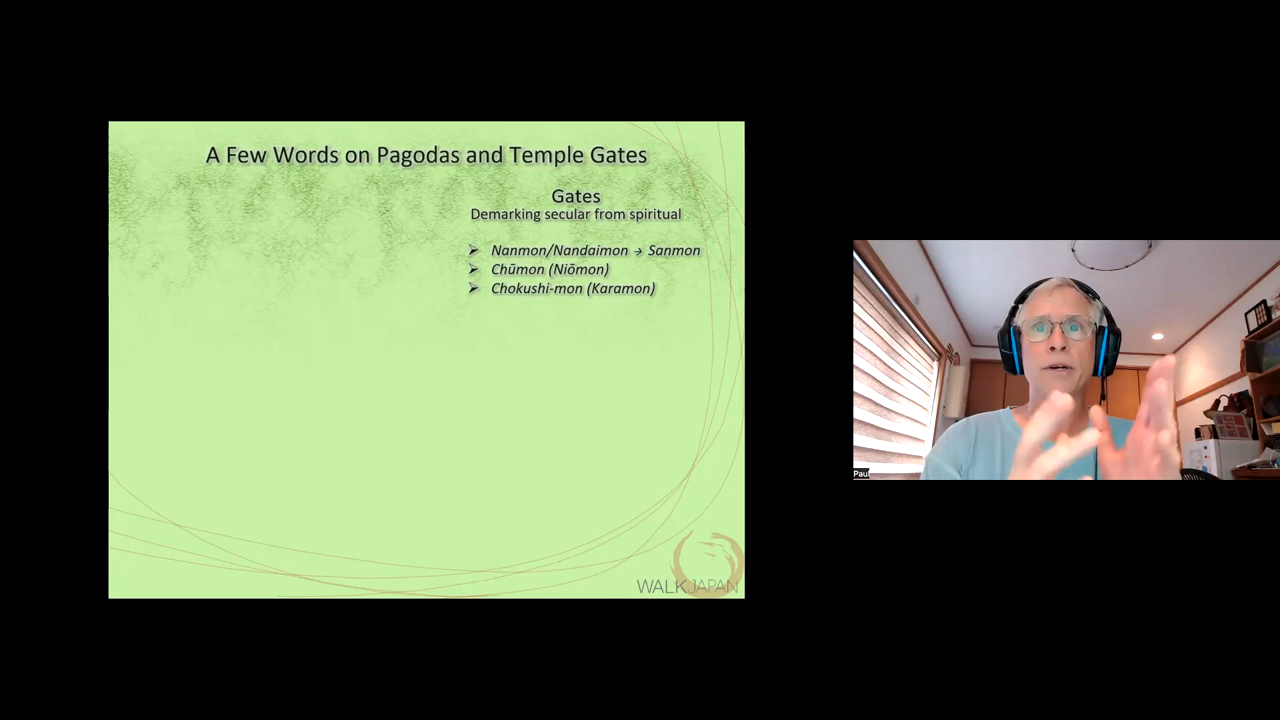 A Few Words on Pagodas and Temple Gates
Gates
Demarking secular from spiritual
➢ Nanmon/Nandaimon → Sanmon
➢ Chūmon (Niōmon)
➢ Chokushi-mon (Karamon)
WALKJAPAN
Paul